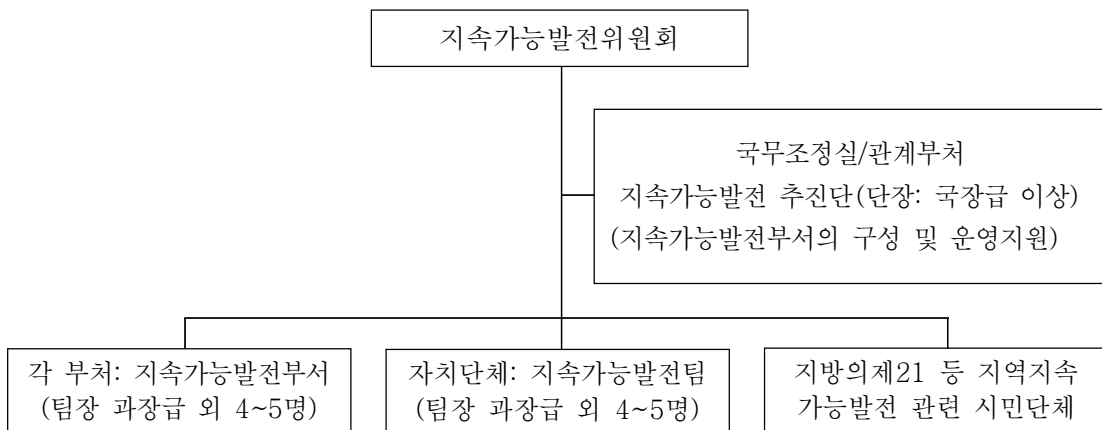 지속가능발전위원회
국무조정실/관계부처
지속가능발전 추진단(단장: 국장급 이상)
(지속가능발전부서의 구성 및 운영지원)
각 부처: 지속가능발전부서
(팀장 과장급 외 4~5명)
자치단체: 지속가능발전팀
(팀장 과장급 외 4~5명)
지방의제21 등 지역지속
가능발전 관련 시민단체